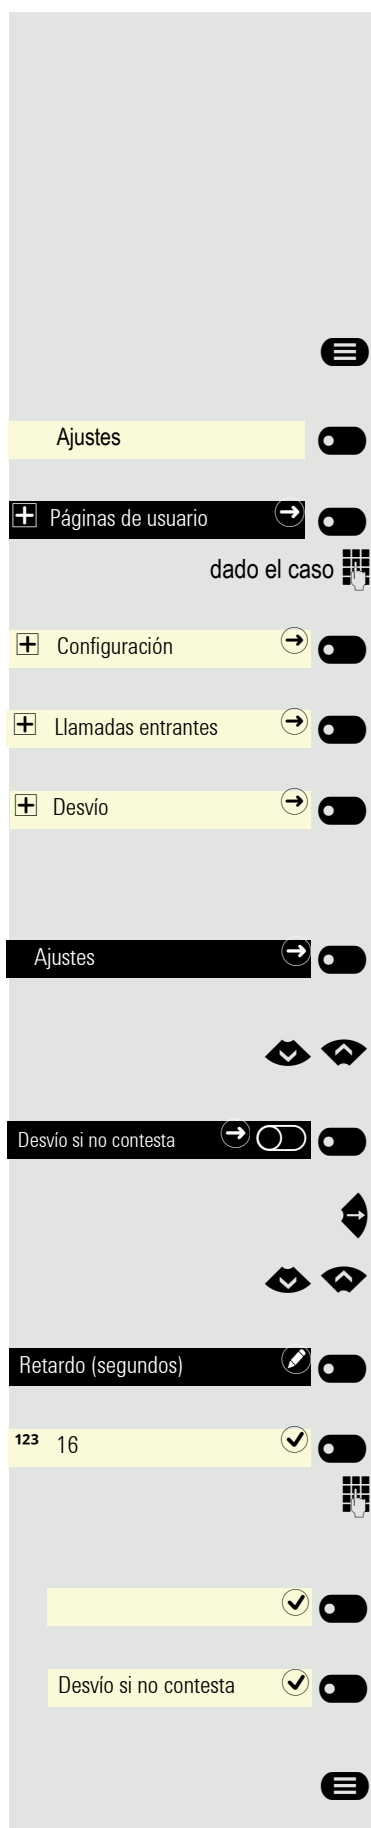 Ajustes
Páginas de usuario
dado el caso
Configuración
Llamadas entrantes
Desvío
Ajustes
Desvío si no contesta
Retardo (segundos)
123 16
Desvío si no contesta